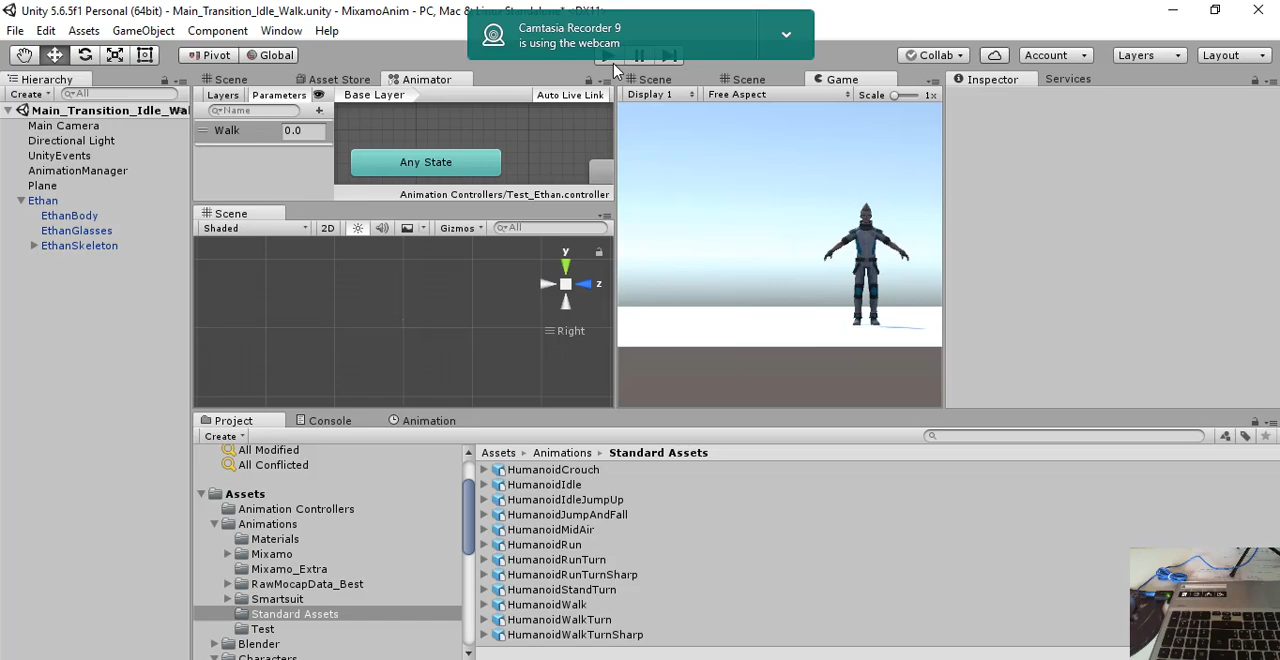 Unity 5.6.5f1 Personal (64bit) - Main_Transition_Idle_Walk.unity - MixamoAnim - PC, Mac &
Camtasia Recorder 9
is using the webcam
File Edit Assets GameObject Component Window Help
Pivot Global
Collab Account Layers Layout
Hierarchy
Create All
Main_Transition_Idle_Wa
Main Camera
Directional Light
UnityEvents
AnimationManager
Plane
Ethan
EthanBody
EthanGlasses
EthanSkeleton
Scene Asset Store Animator
Layers Parameters Base Layer Auto Live Link
Name
Walk 0.0
Any State
Animation Controllers/Test_Ethan.controller
Scene
Shaded 2D Gizmos All
y
z
Right
Scene Scene Game
Display 1 Free Aspect Scale 1x
Inspector Services
Project Console Animation
Create
All Modified
All Conflicted
Assets
Animation Controllers
Animations
Materials
Mixamo
Mixamo_Extra
RawMocapData_Best
Smartsuit
Standard Assets
Test
Blender
Characters
Assets Animations Standard Assets
HumanoidCrouch
HumanoidIdle
HumanoidIdleJumpUp
HumanoidJumpAndFall
HumanoidMidAir
HumanoidRun
HumanoidRunTurn
HumanoidRunTurnSharp
HumanoidStandTurn
HumanoidWalk
HumanoidWalkTurn
HumanoidWalkTurnSharp